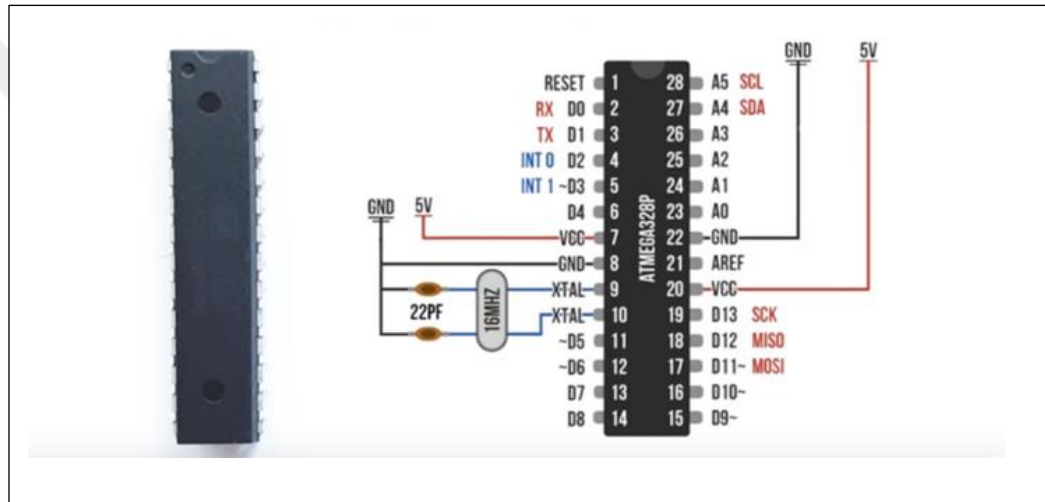 GND 5V
RESET 1 28 A5 SCL
RX D0 2 27 A4 SDA
TX D1 3 26 A3
INT 0 D2 4 25 A2
INT 1 ~D3 5 24 A1
GND 5V D4 6 23 A0
VCC 7 22 GND
GND 8 21 AREF
XTAL 9 20 VCC
22PF 16MHZ XTAL 10 19 D13 SCK
~D5 11 18 D12 MISO
~D6 12 17 D11~ MOSI
D7 13 16 D10~
D8 14 15 D9~
ATMEGA328P